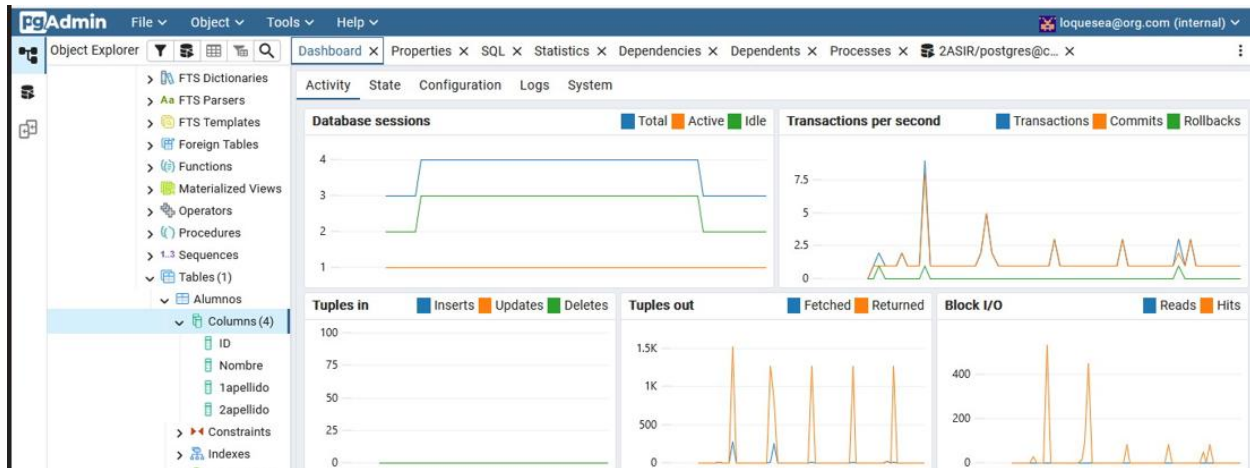 pgAdmin File Object Tools Help loquesea@org.com (internal)
Object Explorer
Dashboard Properties SQL Statistics Dependencies Dependents Processes 2ASIR/postgres@c...
FTS Dictionaries
Aa FTS Parsers
FTS Templates
Foreign Tables
Functions
Materialized Views
Operators
Procedures
1..3 Sequences
Tables (1)
Alumnos
Columns (4)
ID
Nombre
1apellido
2apellido
Constraints
Indexes
Activity State Configuration Logs System
Database sessions Total Active Idle
4
3
2
1
Transactions per second Transactions Commits Rollbacks
7.5
5
2.5
0
Tuples in Inserts Updates Deletes
100
75
50
25
0
Tuples out Fetched Returned
1.5K
1K
500
0
Block I/O Reads Hits
400
200
0